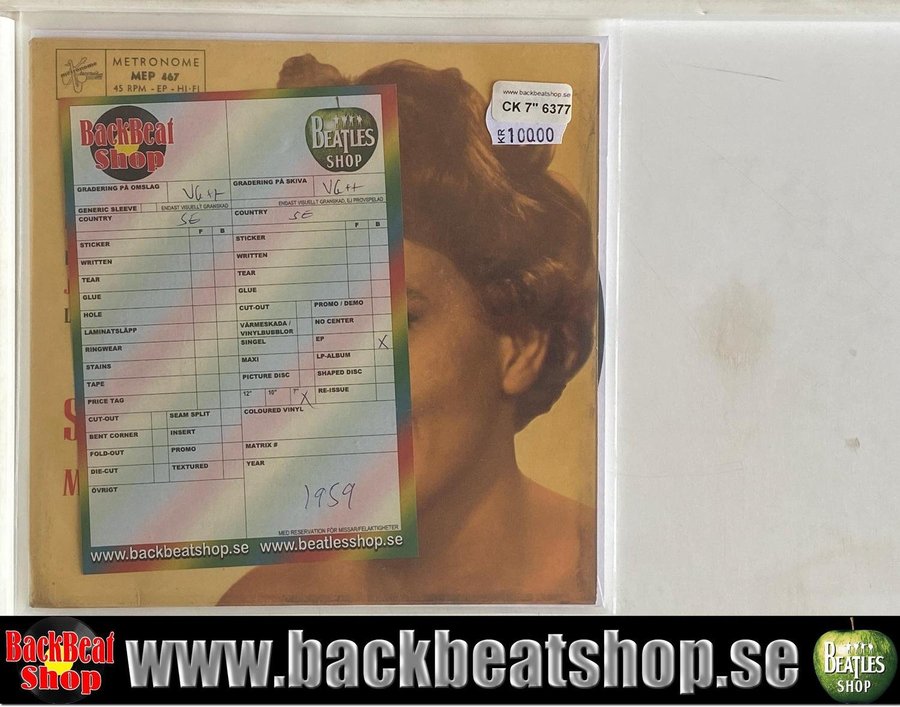 metronome
METRONOME
MEP 467
45 RPM - EP - HI-FI
www.backbeatshop.se
CK 7" 6377
KR 100.00
BackBeat
Shop
BEATLES
SHOP
GRADERING PÅ OMSLAG
VG++
GRADERING PÅ SKIVA
VG++
GENERIC SLEEVE
ENDAST VISUELLT GRANSKAD
ENDAST VISUELLT GRANSKAD, EJ PROVSPELAD
COUNTRY
SE
COUNTRY
SE
F B
F B
STICKER
STICKER
WRITTEN
WRITTEN
TEAR
TEAR
GLUE
GLUE
HOLE
CUT-OUT
PROMO / DEMO
LAMINATSLÄPP
VÄRMESKADA /
VINYLBUBBLOR
NO CENTER
RINGWEAR
SINGEL
EP
X
STAINS
MAXI
LP-ALBUM
TAPE
PICTURE DISC
SHAPED DISC
PRICE TAG
12" 10" 7" X
RE-ISSUE
CUT-OUT
SEAM SPLIT
COLOURED VINYL
BENT CORNER
INSERT
FOLD-OUT
PROMO
MATRIX #
DIE-CUT
TEXTURED
YEAR
ÖVRIGT
1959
MED RESERVATION FÖR MISSAR/FELAKTIGHETER
www.backbeatshop.se www.beatlesshop.se
S
M
BackBeat
Shop
www.backbeatshop.se
BEATLES
SHOP